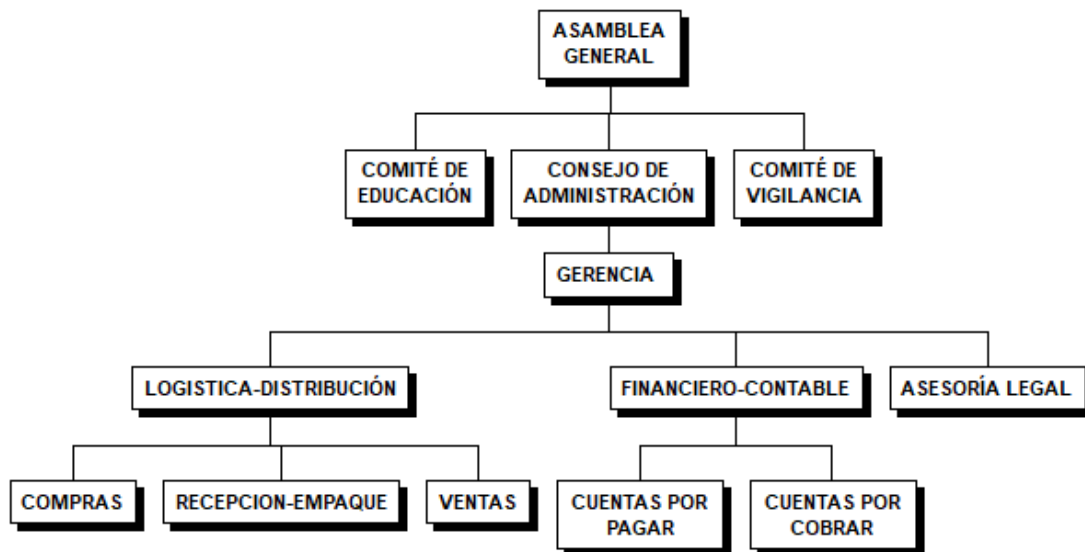 ASAMBLEA
GENERAL
COMITÉ DE
EDUCACIÓN
CONSEJO DE
ADMINISTRACIÓN
COMITÉ DE
VIGILANCIA
GERENCIA
LOGISTICA-DISTRIBUCIÓN
FINANCIERO-CONTABLE
ASESORÍA LEGAL
COMPRAS
RECEPCION-EMPAQUE
VENTAS
CUENTAS POR
PAGAR
CUENTAS POR
COBRAR